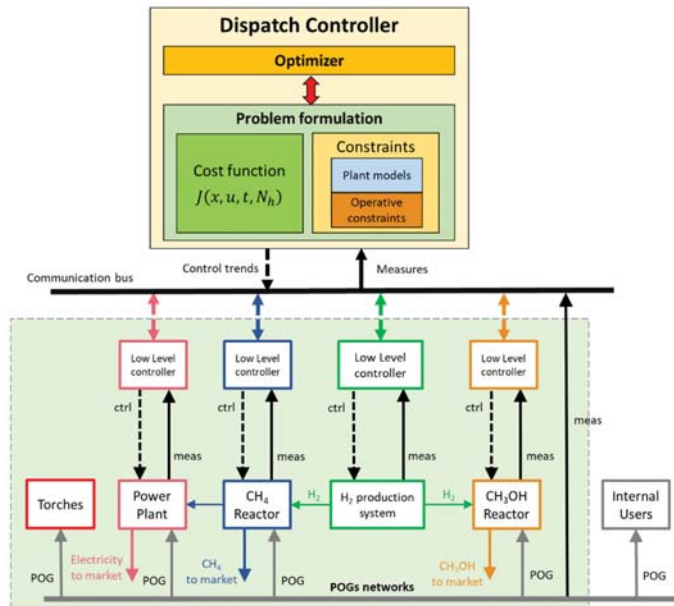 Dispatch Controller
Optimizer
Problem formulation
Cost function
J(x, u, t, N_h)
Constraints
Plant models
Operative
constraints
Control trends
Measures
Communication bus
Low Level
controller
Low Level
controller
Low Level
controller
Low Level
controller
ctrl
ctrl
ctrl
ctrl
meas
meas
meas
meas
meas
Torches
Power
Plant
CH₄
Reactor
H₂
H₂ production
system
H₂
CH₃OH
Reactor
Internal
Users
Electricity
to market
CH₄
to market
CH₃OH
to market
POG
POG
POG
POG
POG
POGs networks